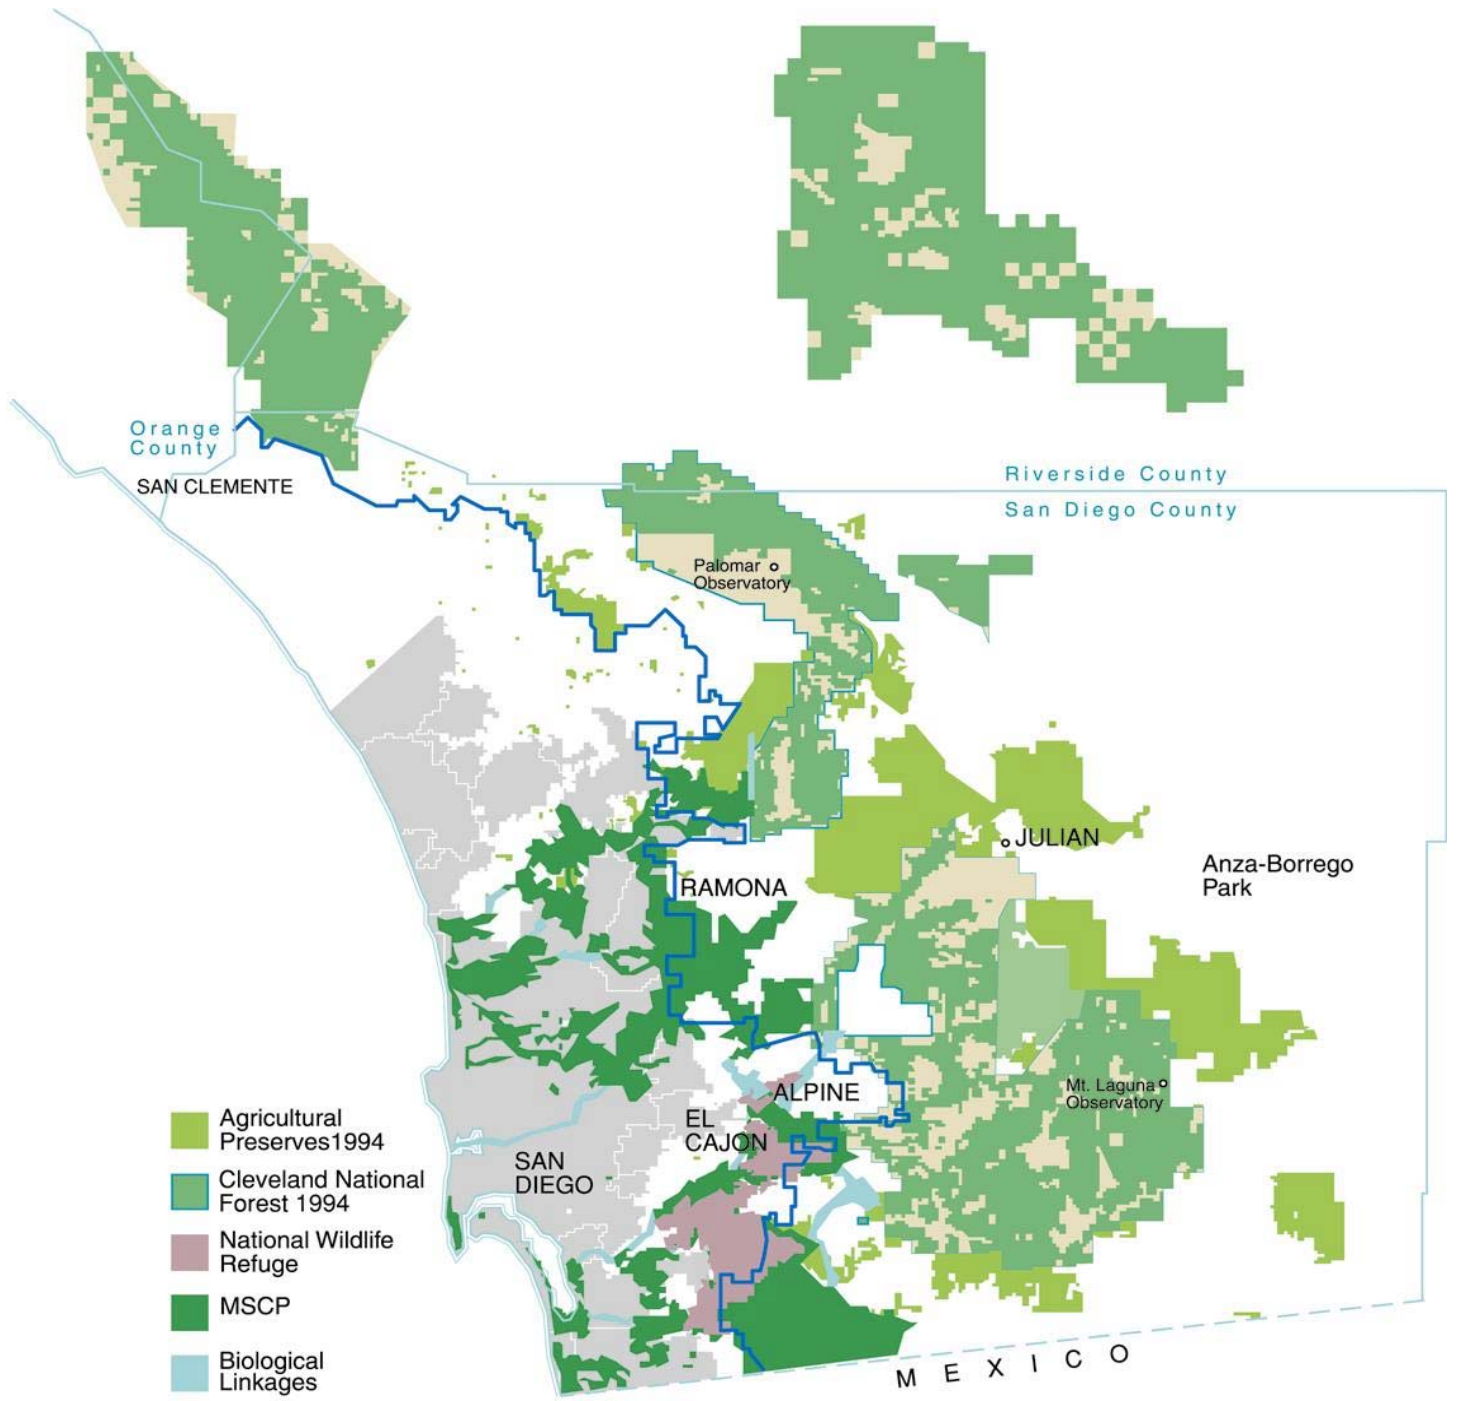 Orange
County
SAN CLEMENTE
Riverside County
San Diego County
Palomar
Observatory
JULIAN
Anza-Borrego
Park
RAMONA
Mt. Laguna
Observatory
ALPINE
EL
CAJON
SAN
DIEGO
Agricultural
Preserves1994
Cleveland National
Forest 1994
National Wildlife
Refuge
MSCP
Biological
Linkages
MEXICO